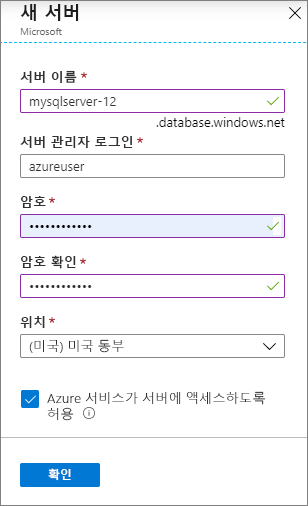 새 서버
Microsoft
서버 이름 *
mysqlserver-12
.database.windows.net
서버 관리자 로그인 *
azureuser
암호 *
••••••••••••
암호 확인 *
••••••••••••
위치 *
(미국) 미국 동부
Azure 서비스가 서버에 액세스하도록
허용
확인